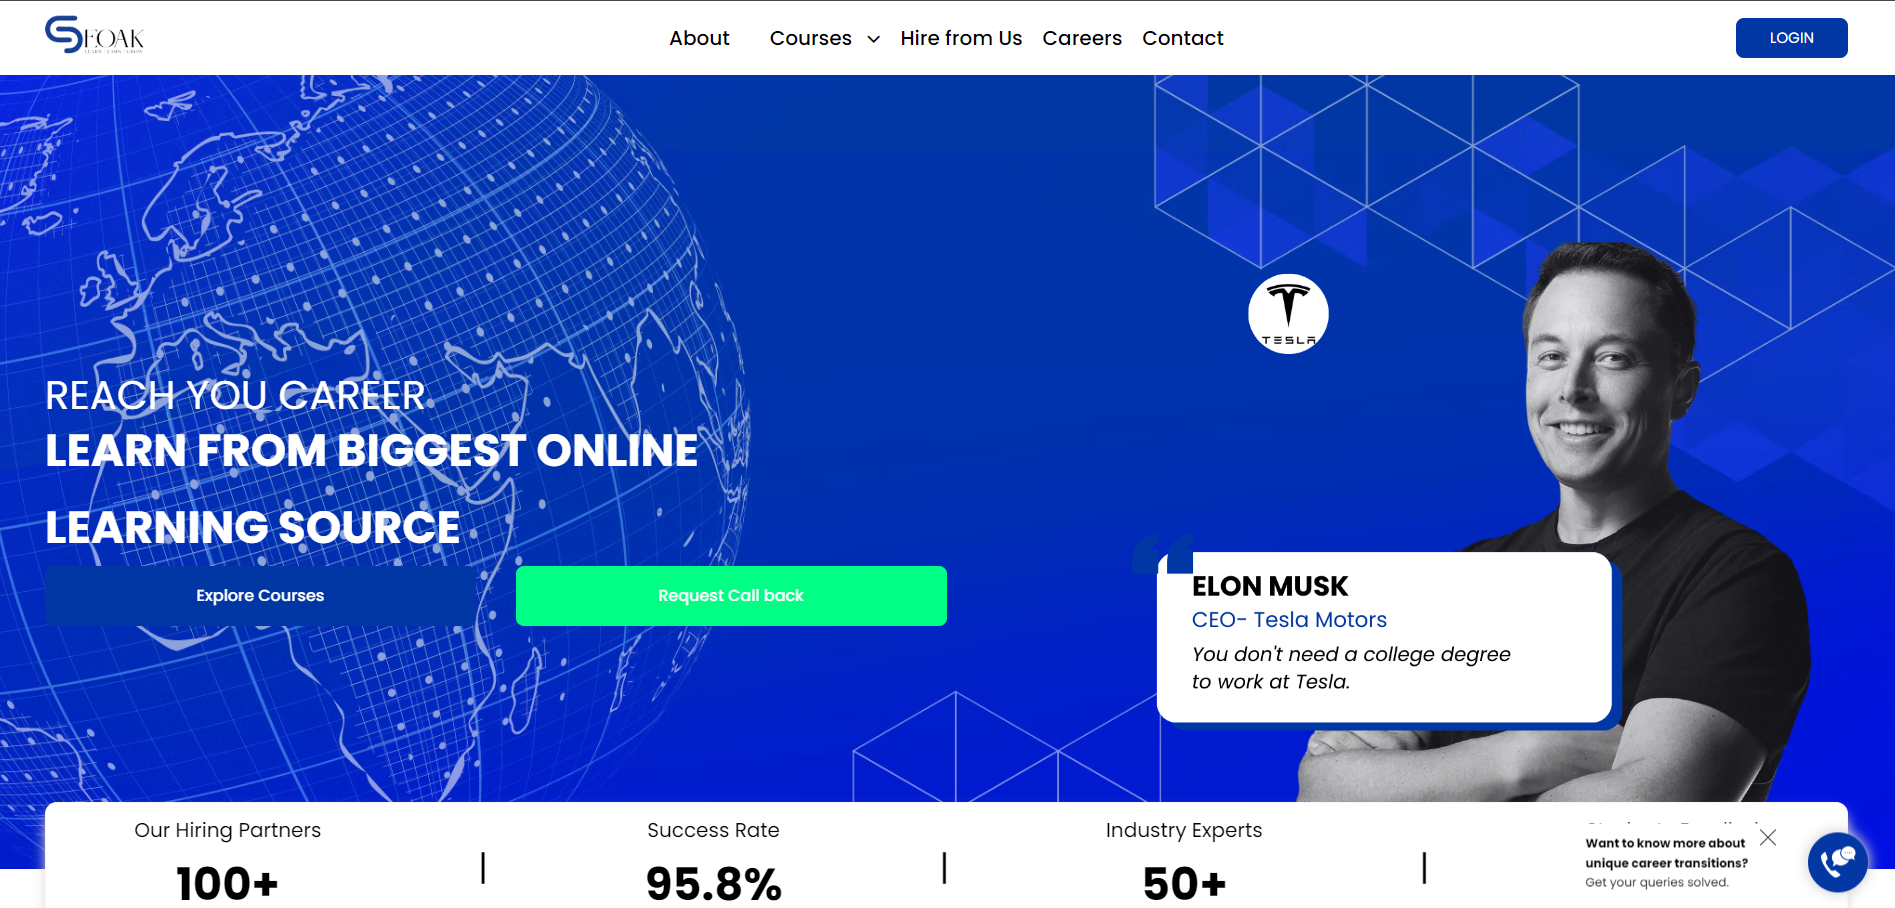 EOAK
About Courses Hire from Us Careers Contact
LOGIN
TESLA
REACH YOU CAREER
LEARN FROM BIGGEST ONLINE
LEARNING SOURCE
Explore Courses
Request Call back
ELON MUSK
CEO- Tesla Motors
You don't need a college degree
to work at Tesla.
Our Hiring Partners
100+
Success Rate
95.8%
Industry Experts
50+
Want to know more about
unique career transitions?
Get your queries solved.